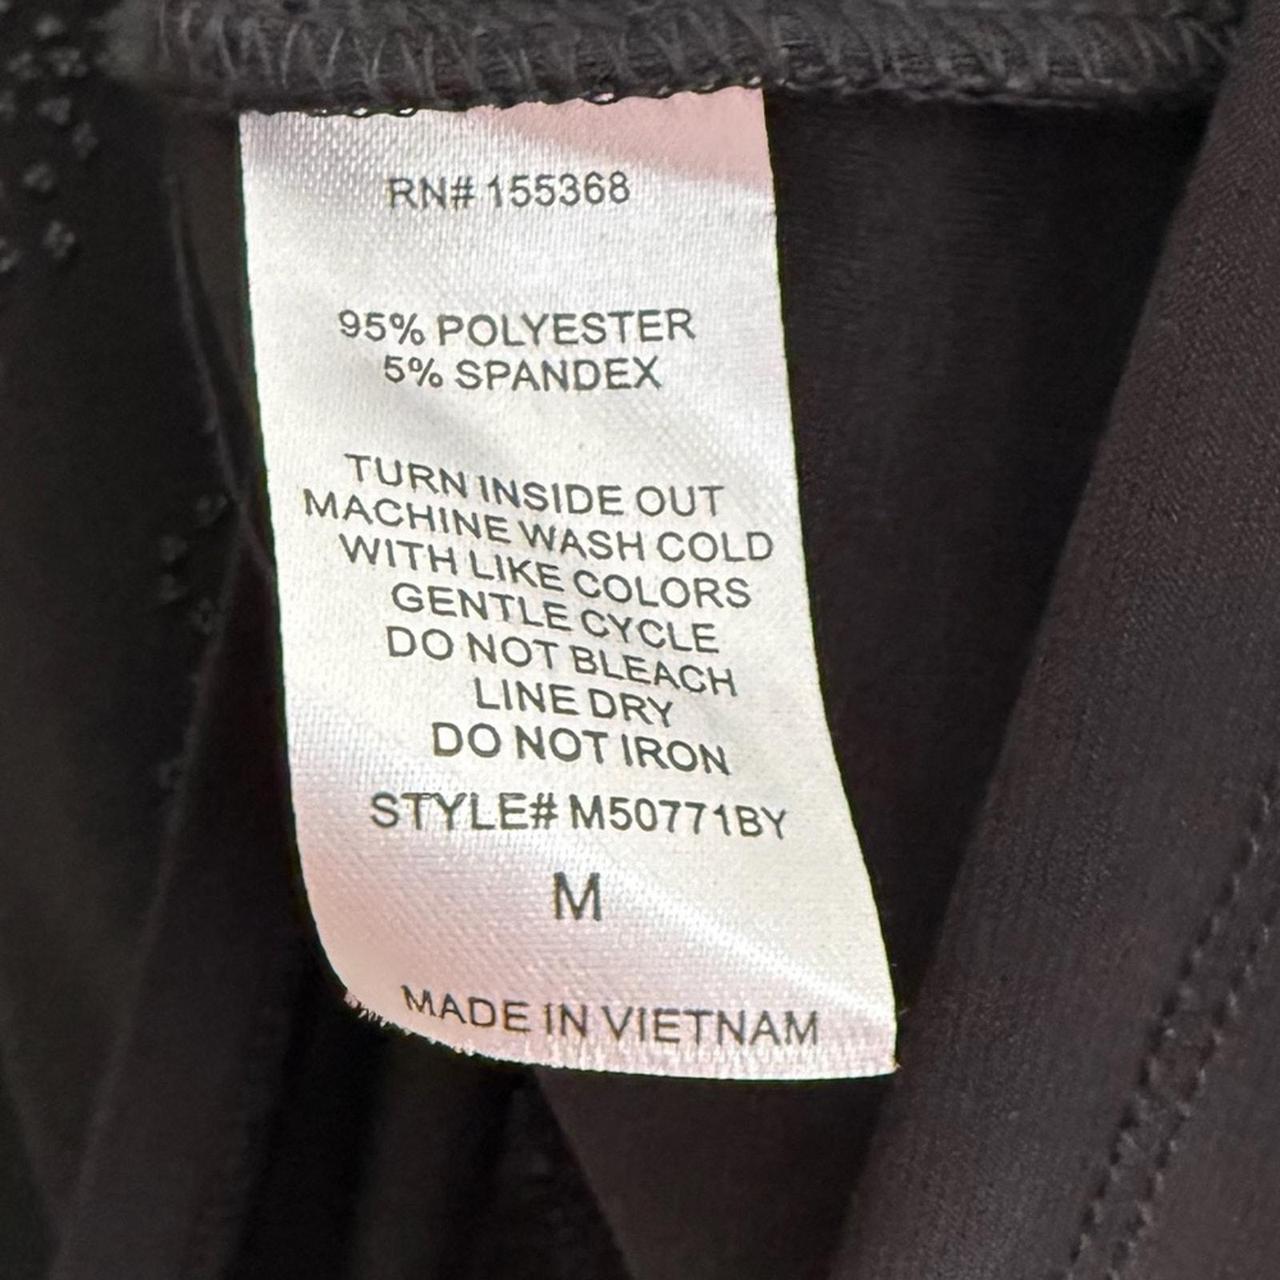 RN# 155368
95% POLYESTER
5% SPANDEX
TURN INSIDE OUT
MACHINE WASH COLD
WITH LIKE COLORS
GENTLE CYCLE
DO NOT BLEACH
LINE DRY
DO NOT IRON
STYLE# M50771BY
M
MADE IN VIETNAM